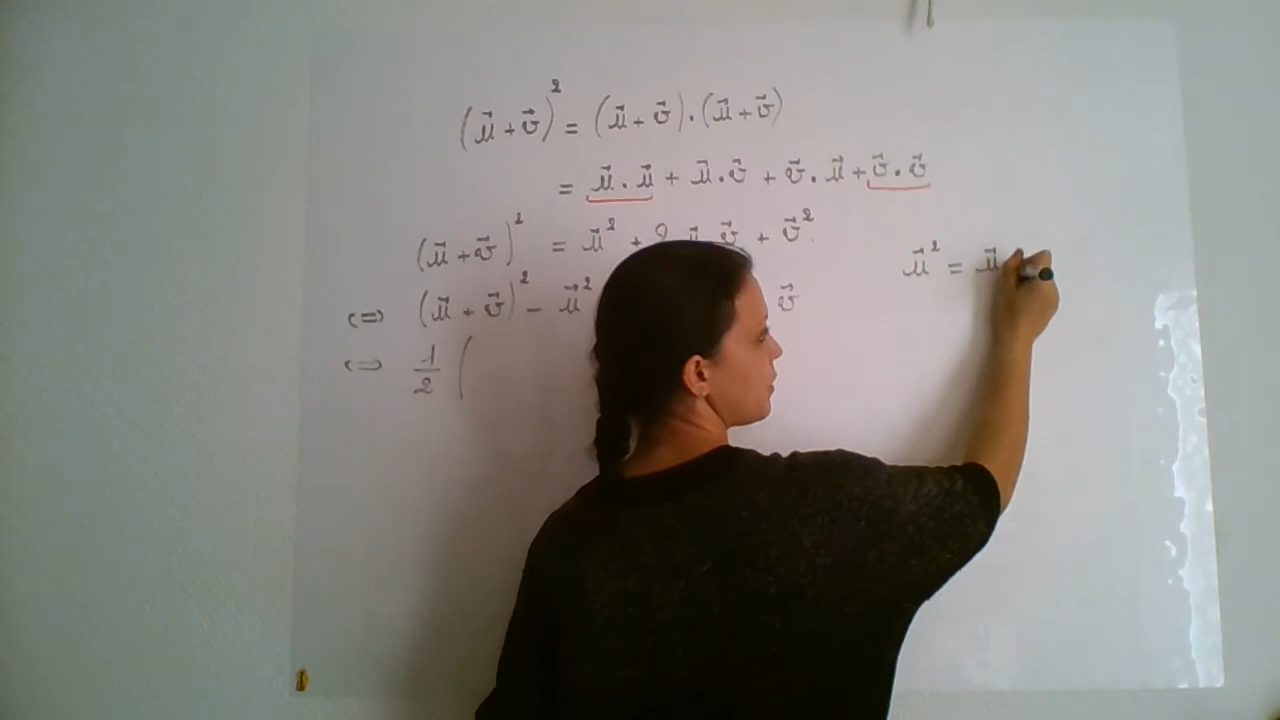 (u⃗ + v⃗)² = (u⃗ + v⃗) . (u⃗ + v⃗)
= u⃗ . u⃗ + u⃗ . v⃗ + v⃗ . u⃗ + v⃗ . v⃗
(u⃗ + v⃗)² = u⃗² + 2 u⃗ v⃗ + v⃗²
u⃗² = u⃗
⇔ (u⃗ + v⃗)² - u⃗² v⃗
⇔ 1/2 (